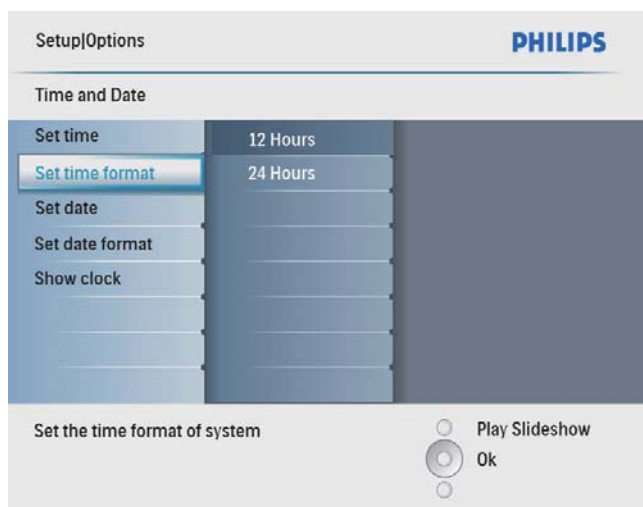 Setup|Options
PHILIPS
Time and Date
Set time
Set time format
Set date
Set date format
Show clock
12 Hours
24 Hours
Set the time format of system
Play Slideshow
Ok